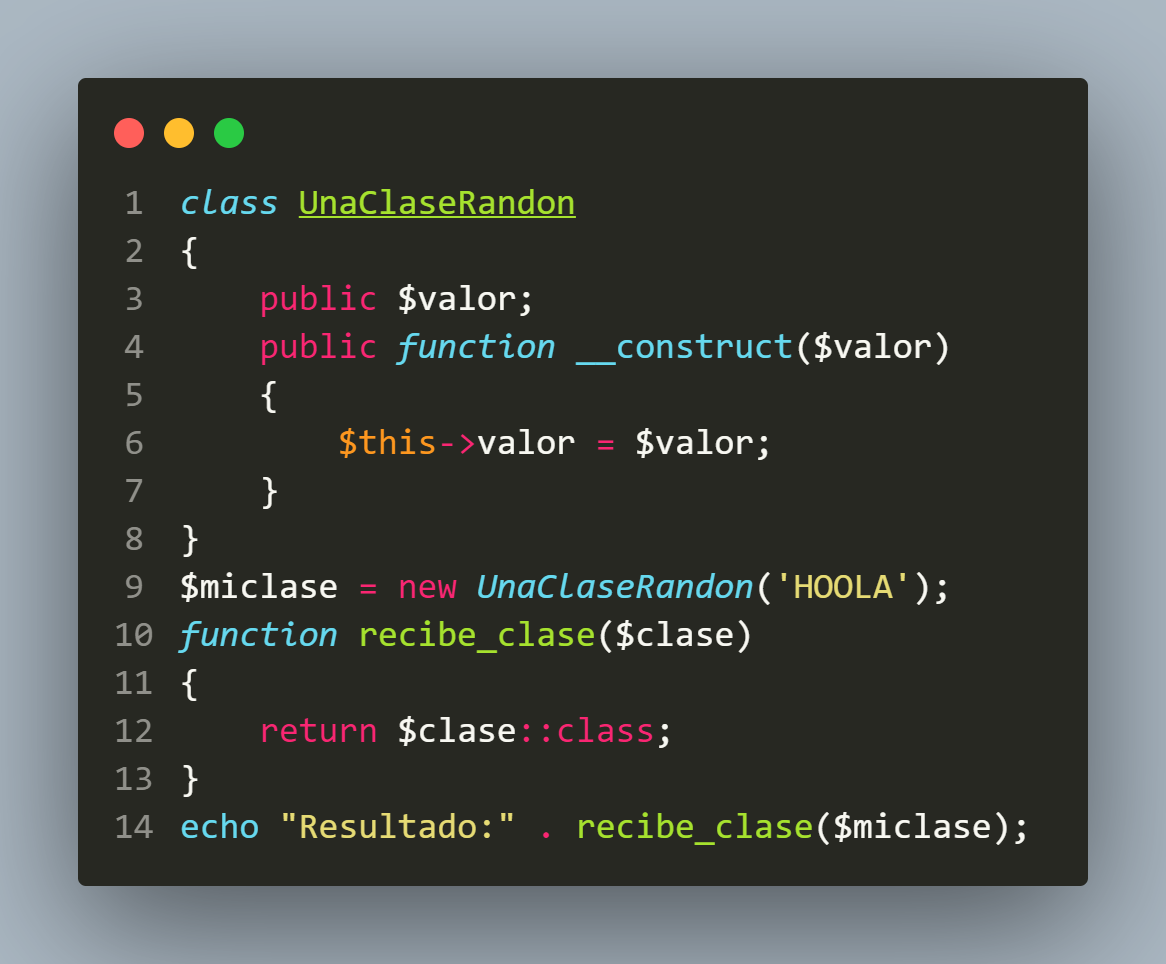 1 class UnaClaseRandon
2 {
3     public $valor;
4     public function __construct($valor)
5     {
6         $this->valor = $valor;
7     }
8 }
9 $miclase = new UnaClaseRandon('HOOLA');
10 function recibe_clase($clase)
11 {
12     return $clase::class;
13 }
14 echo "Resultado:" . recibe_clase($miclase);